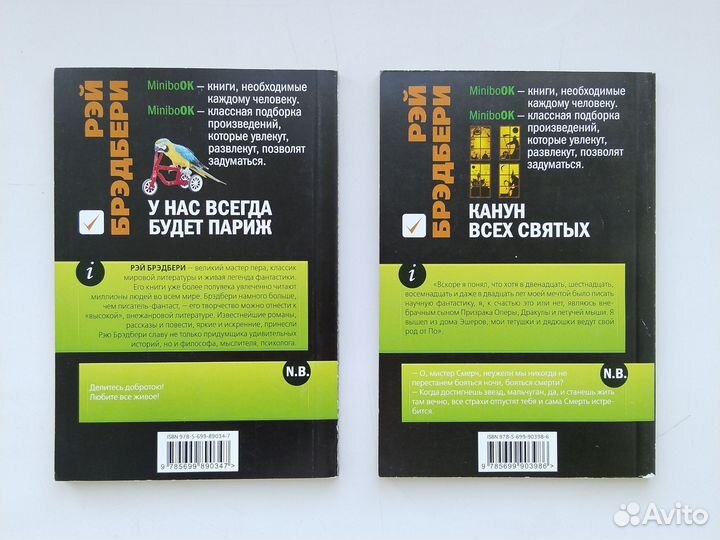 РЭЙ
БРЭДБЕРИ
MiniboOK – книги, необходимые
каждому человеку.
MiniboOK – классная подборка
произведений,
которые увлекут,
развлекут, позволят
задуматься.
У НАС ВСЕГДА
БУДЕТ ПАРИЖ
i
РЭЙ БРЭДБЕРИ — великий мастер пера, классик
мировой литературы и живая легенда фантастики.
Его книги уже более полувека увлеченно читают
миллионы людей во всем мире. Брэдбери намного больше,
чем писатель-фантаст, — его творчество можно отнести к
«высокой», внежанровой литературе. Известнейшие романы,
рассказы и повести, яркие и искренние, принесли
Рэю Брэдбери славу не только придумщика удивительных
историй, но и философа, мыслителя, психолога.
N.B.
Делитесь добротою!
Любите все живое!
ISBN 978-5-699-89034-7
9 785699 890347 >
РЭЙ
БРЭДБЕРИ
MiniboOK – книги, необходимые
каждому человеку.
MiniboOK – классная подборка
произведений,
которые увлекут,
развлекут, позволят
задуматься.
КАНУН
ВСЕХ СВЯТЫХ
i
«Вскоре я понял, что хотя в двенадцать, шестнадцать,
восемнадцать и даже в двадцать лет моей мечтой было писать
научную фантастику, я, к счастью это или нет, являюсь вне-
брачным сыном Призрака Оперы, Дракулы и летучей мыши. Я
вышел из дома Эшеров, мои тетушки и дядюшки ведут свой
род от По».
N.B.
— О, мистер Смерч, неужели мы никогда не
перестанем бояться ночи, бояться смерти?
— Когда достигнешь звезд, мальчуган, да, и станешь жить
там вечно, все страхи отпустят тебя и сама Смерть истре-
бится.
ISBN 978-5-699-90398-6
9 785699 903986 >
Avito